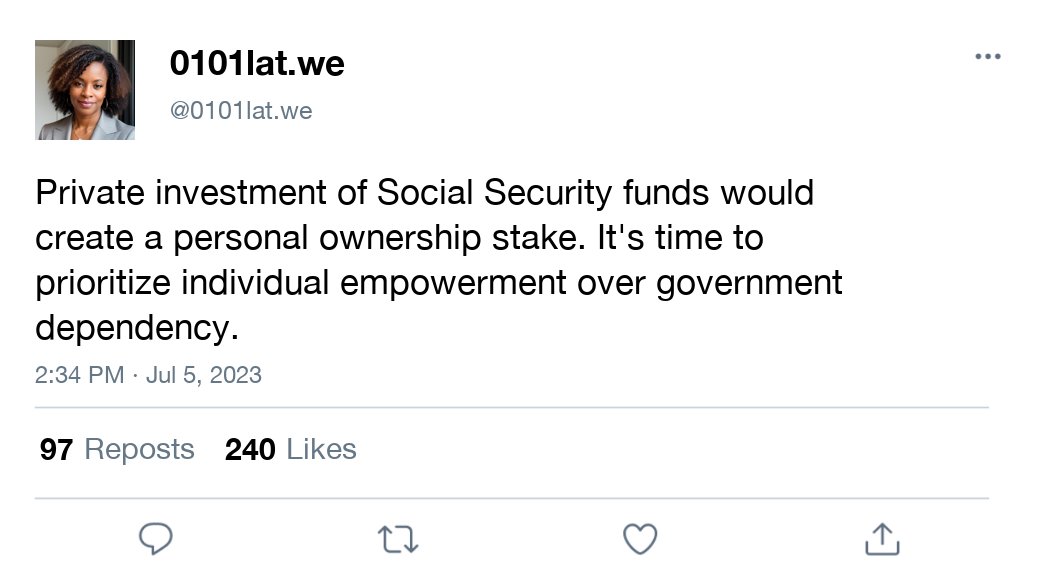 0101lat.we
@0101lat.we
Private investment of Social Security funds would
create a personal ownership stake. It's time to
prioritize individual empowerment over government
dependency.
2:34 PM · Jul 5, 2023
97 Reposts 240 Likes